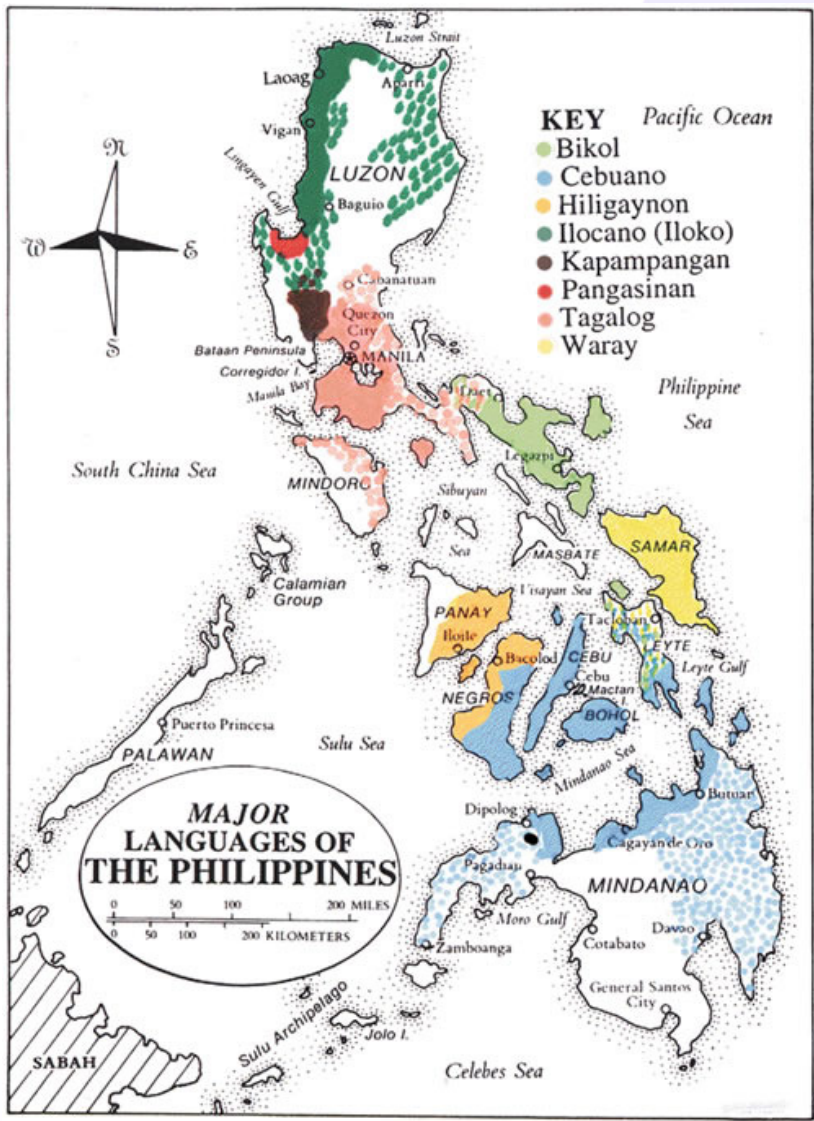 Luzon Strait
Laoag
Aparri
Vigan
KEY
Pacific Ocean
Bikol
Cebuano
Hiligaynon
Ilocano (Iloko)
Kapampangan
Pangasinan
Tagalog
Waray
N
W
E
S
Lingayen Gulf
LUZON
Baguio
Cabanatuan
Quezon
City
Bataan Peninsula
MANILA
Corregidor I.
Manila Bay
Daet
Philippine
Sea
Legazpi
South China Sea
MINDORO
Sibuyan
Sea
MASBATE
SAMAR
Calamian
Group
Visayan Sea
PANAY
Iloilo
Tacloban
LEYTE
Bacolod
CEBU
Cebu
Leyte Gulf
Mactan
I.
NEGROS
BOHOL
Puerto Princesa
PALAWAN
Sulu Sea
Mindanao Sea
MAJOR
LANGUAGES OF
THE PHILIPPINES
0 50 100 200 MILES
0 50 100 200 KILOMETERS
Dipolog
Butuan
Cagayan de Oro
Pagadian
MINDANAO
Moro Gulf
Cotabato
Davao
Zamboanga
General Santos
City
Sulu Archipelago
Jolo I.
SABAH
Celebes Sea